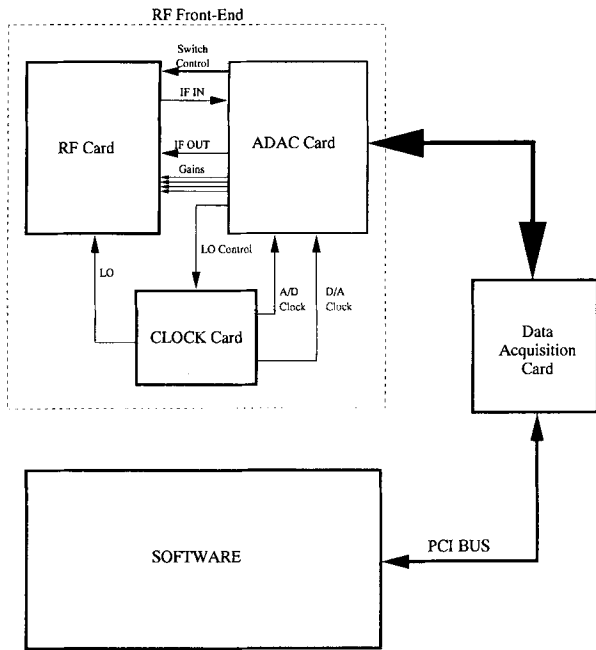 RF Front-End
Switch
Control
IF IN
RF Card
ADAC Card
IF OUT
Gains
LO Control
LO
A/D
Clock
D/A
Clock
CLOCK Card
Data
Acquisition
Card
PCI BUS
SOFTWARE